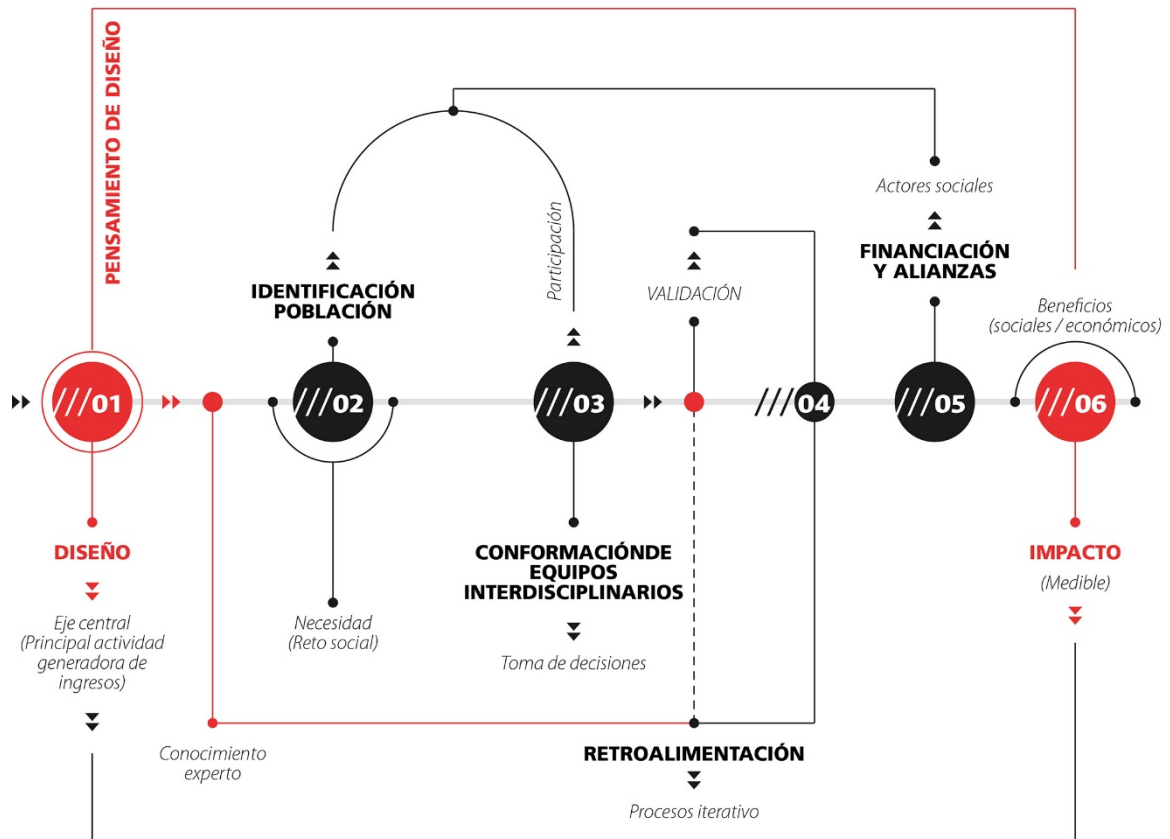 PENSAMIENTO DE DISEÑO
Actores sociales
Participación
FINANCIACIÓN
Y ALIANZAS
IDENTIFICACIÓN
POBLACIÓN
VALIDACIÓN
Beneficios
(sociales / económicos)
///01
///02
///03
///04
///05
///06
DISEÑO
Eje central
(Principal actividad
generadora de
ingresos)
Necesidad
(Reto social)
CONFORMACIÓNDE
EQUIPOS
INTERDISCIPLINARIOS
Toma de decisiones
IMPACTO
(Medible)
Conocimiento
experto
RETROALIMENTACIÓN
Procesos iterativo